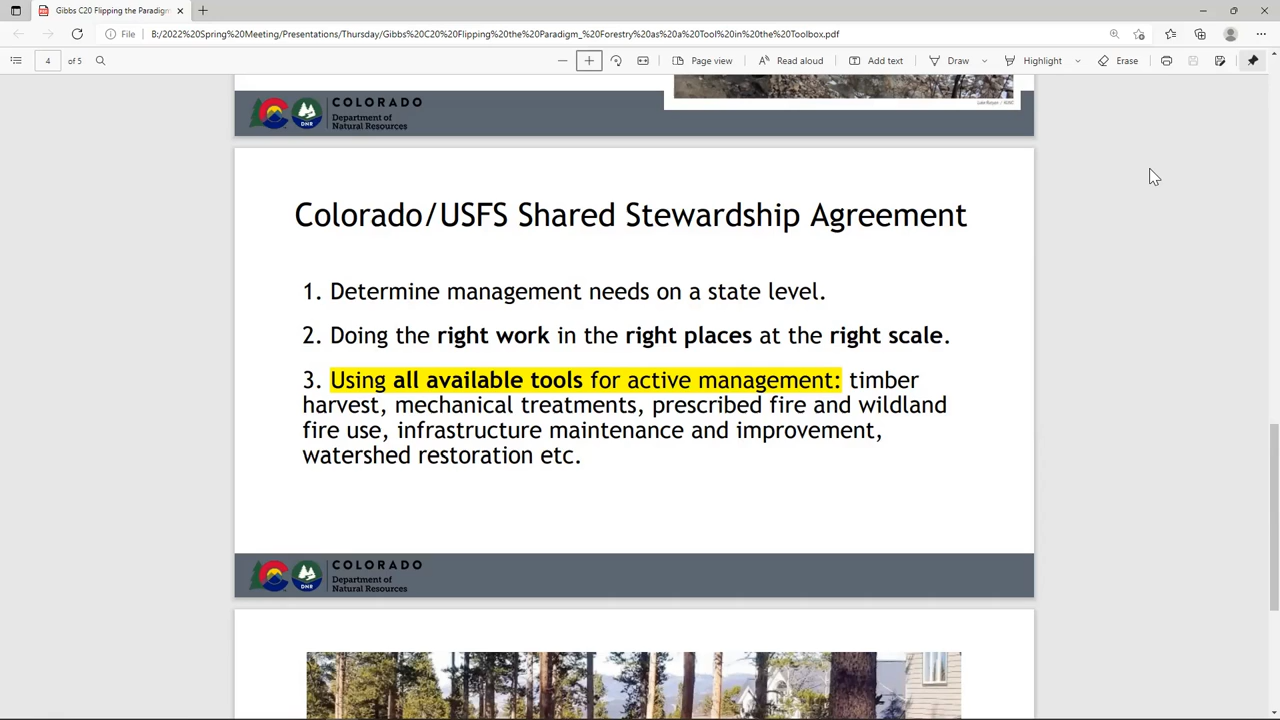 Gibbs C20 Flipping the Paradigm
File
B:/2022%20Spring%20Meeting/Presentations/Thursday/Gibbs%20C20%20Flipping%20the%20Paradigm_%20Forestry%20as%20a%20Tool%20in%20the%20Toolbox.pdf
4 of 5
Page view
Read aloud
Add text
Draw
Highlight
Erase
COLORADO
Department of
Natural Resources
DNR
Colorado/USFS Shared Stewardship Agreement
1. Determine management needs on a state level.
2. Doing the right work in the right places at the right scale.
3. Using all available tools for active management: timber
harvest, mechanical treatments, prescribed fire and wildland
fire use, infrastructure maintenance and improvement,
watershed restoration etc.
COLORADO
Department of
Natural Resources
DNR